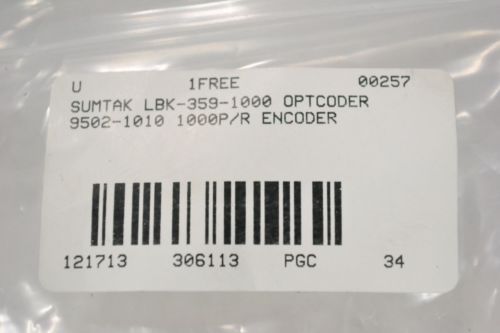 U 1FREE 00257
SUMTAK LBK-359-1000 OPTCODER
9502-1010 1000P/R ENCODER
121713 306113 PGC 34